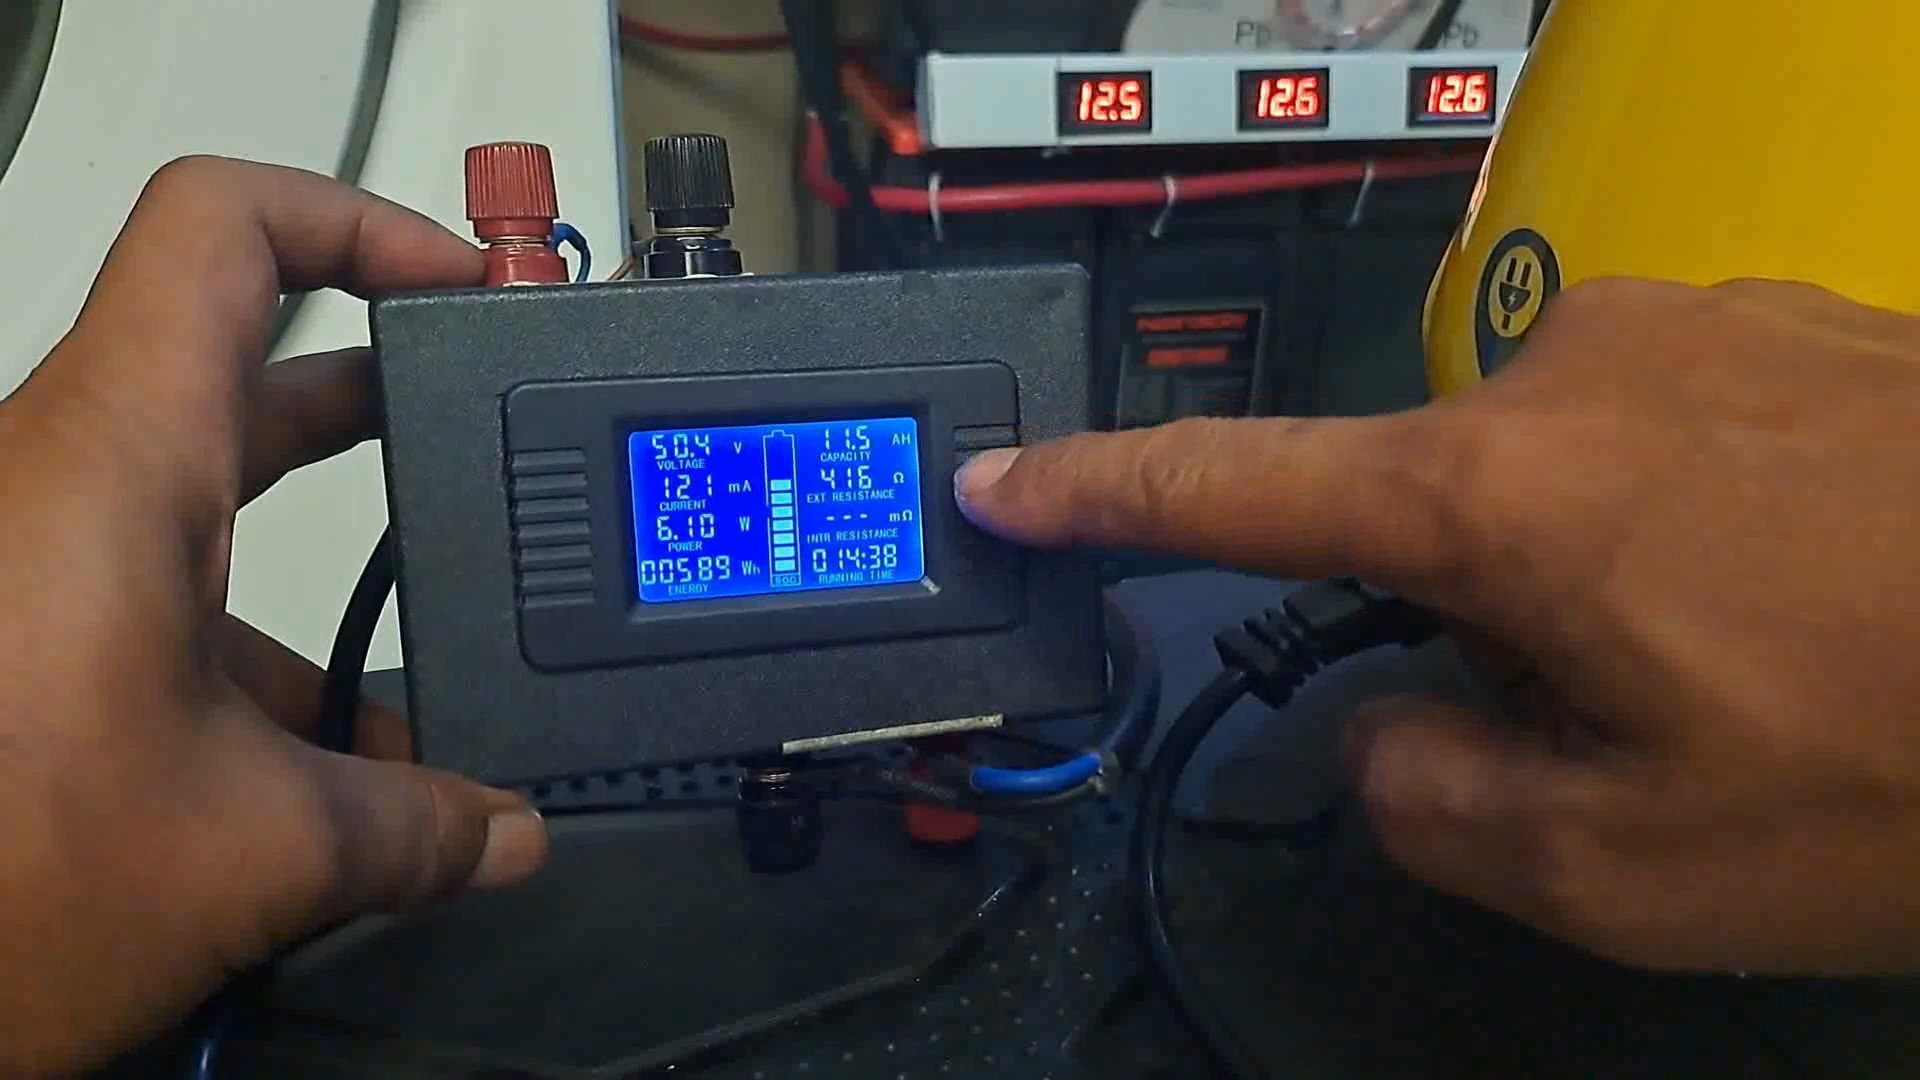 Pb
Pb
12.5
12.6
12.6
50.4 V
VOLTAGE
121 mA
CURRENT
6.10 W
POWER
00589 Wh
ENERGY
SOC
11.5 AH
CAPACITY
416 Ω
EXT RESISTANCE
--- mΩ
INTR RESISTANCE
014:38
RUNNING TIME